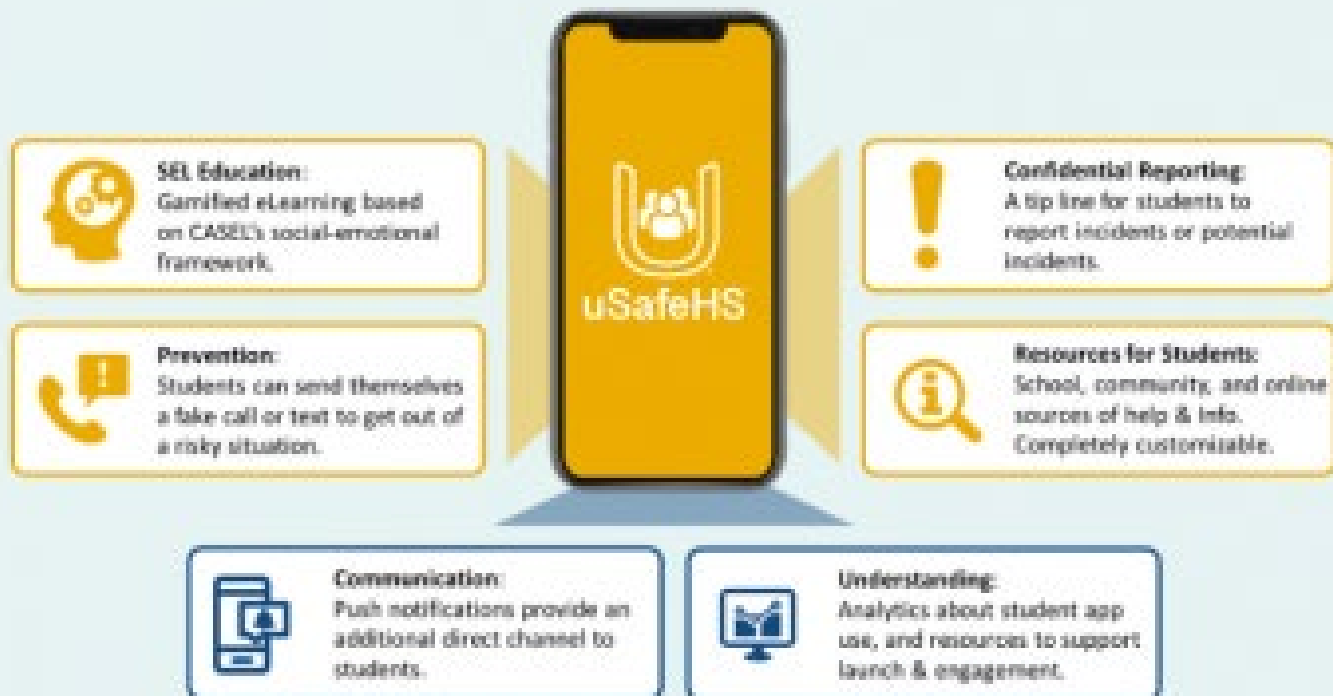 SEL Education:
Gamified eLearning based
on CASEL's social-emotional
framework.
Prevention:
Students can send themselves
a fake call or text to get out of
a risky situation.
uSafeHS
Confidential Reporting
A tip line for students to
report incidents or potential
incidents.
Resources for Students:
School, community, and online
sources of help & info.
Completely customizable.
Communication:
Push notifications provide an
additional direct channel to
students.
Understanding:
Analytics about student app
use, and resources to support
launch & engagement.